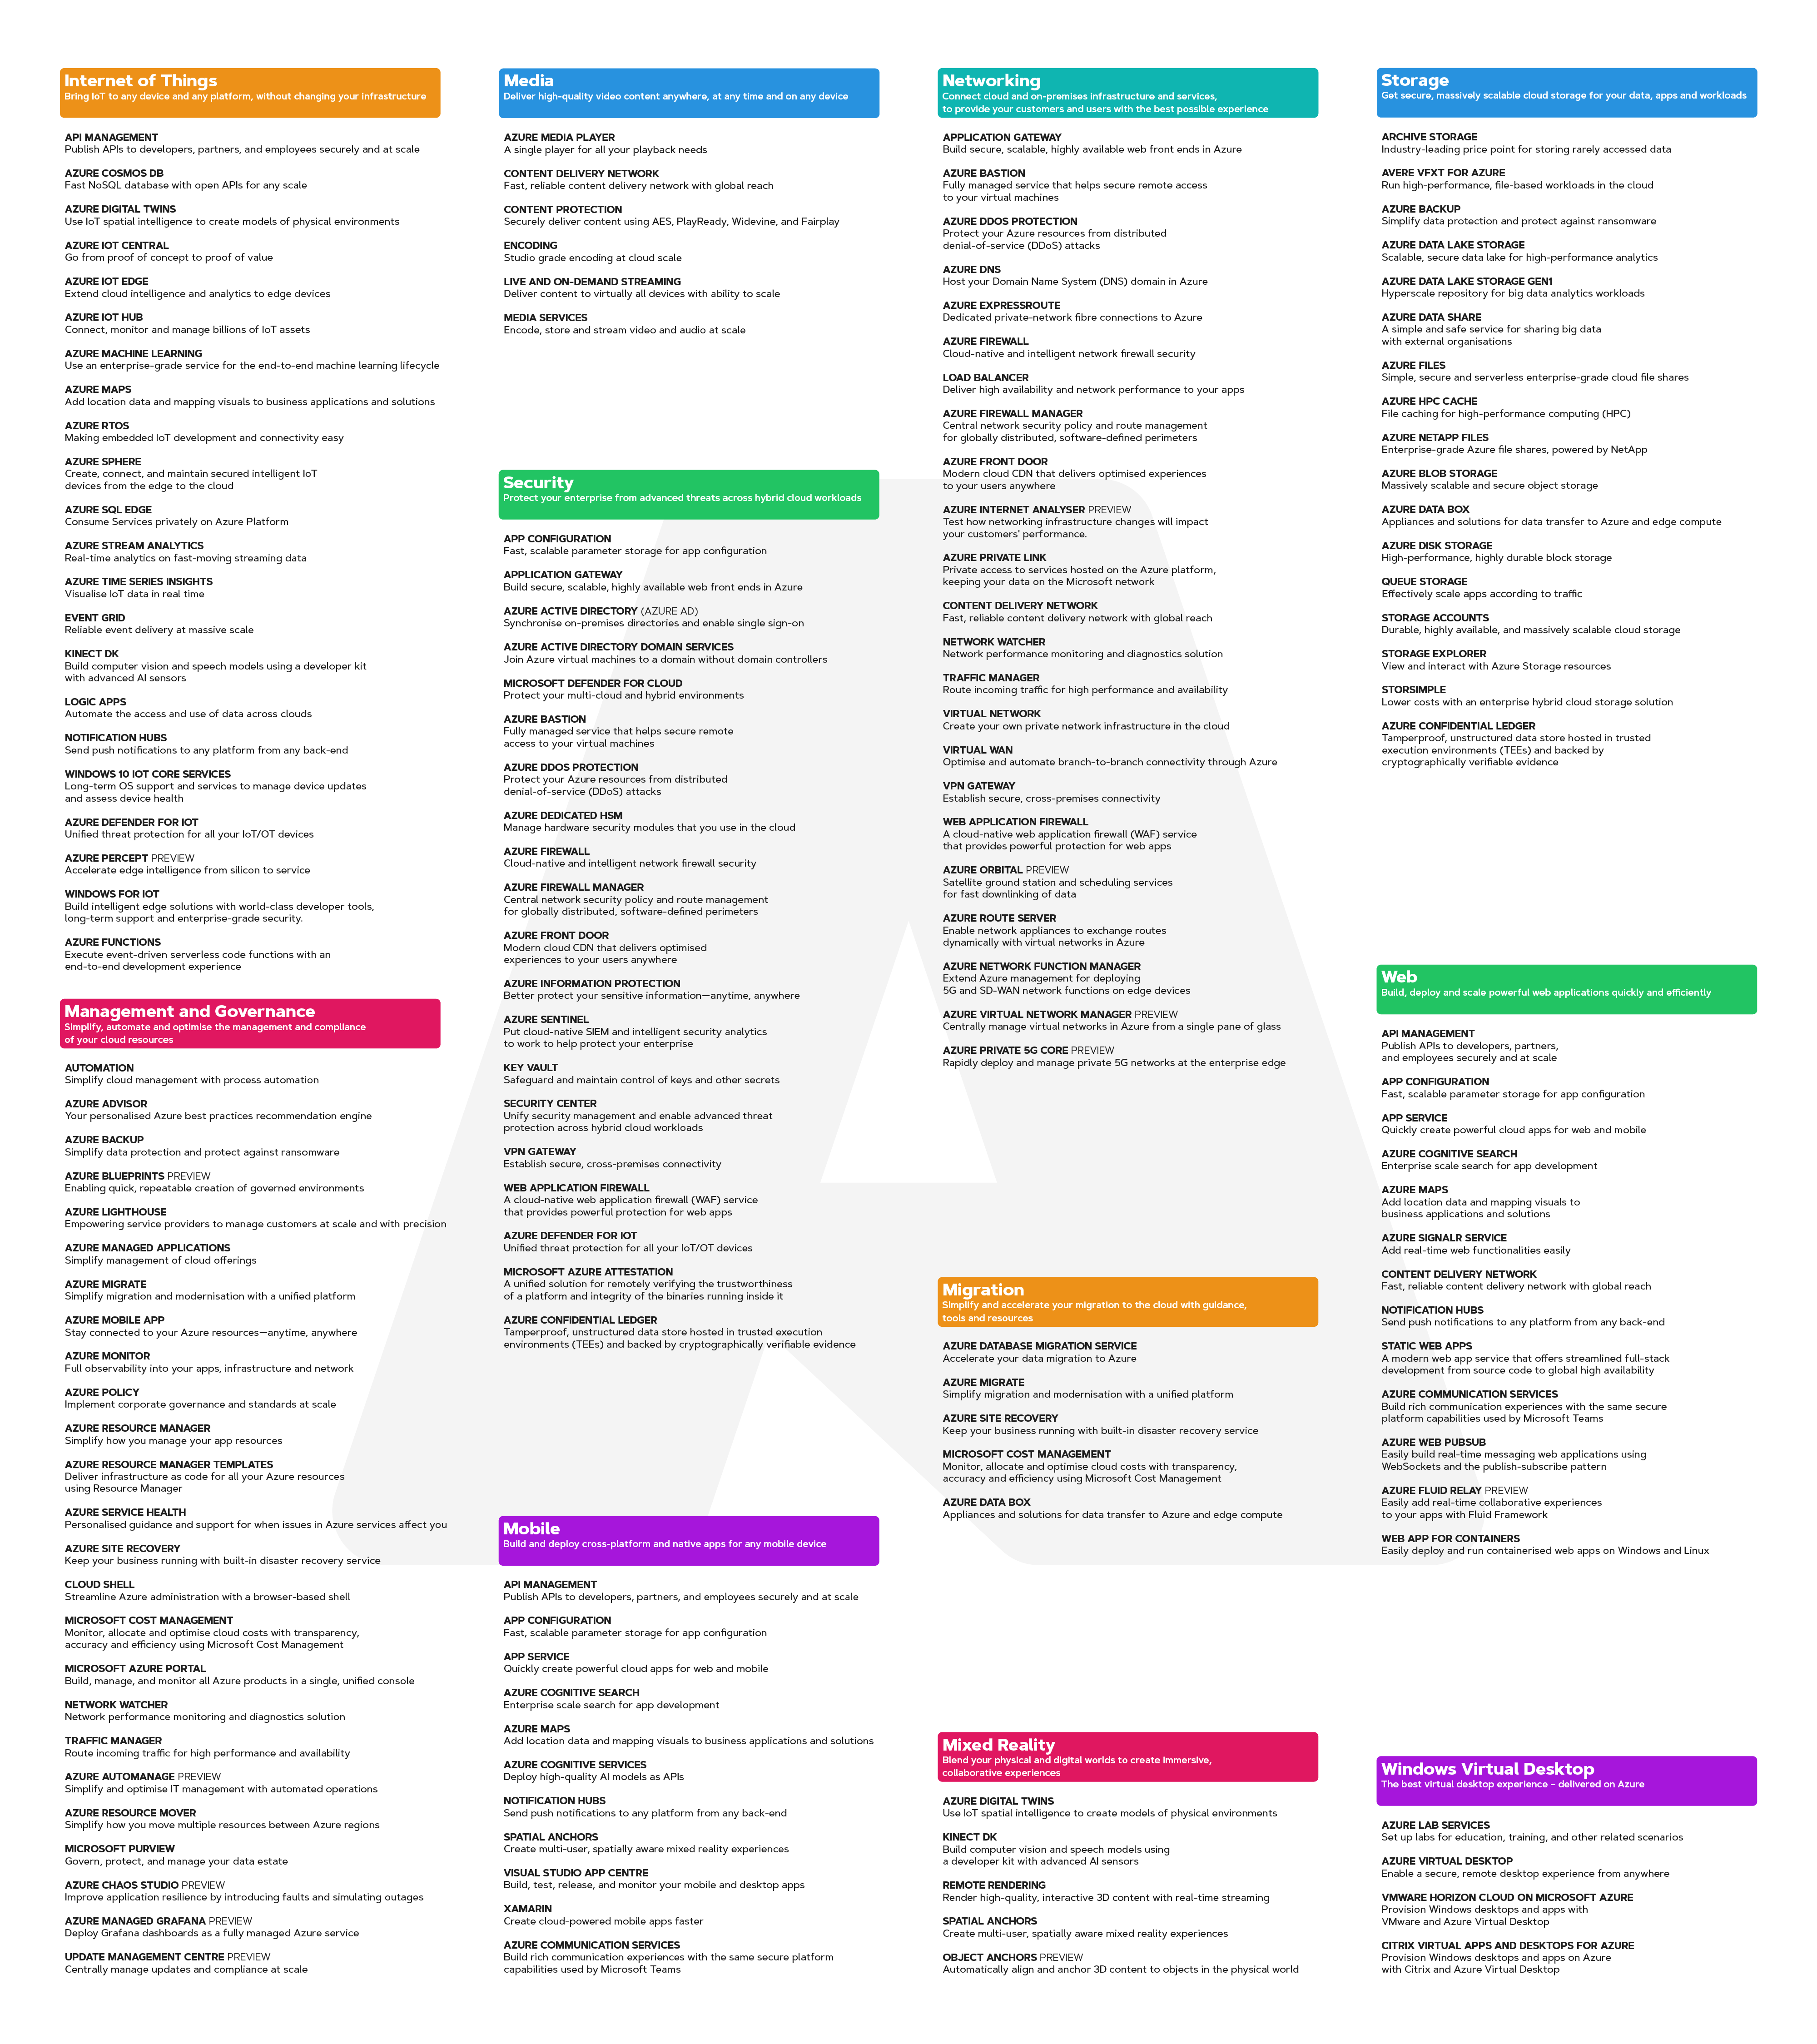 Internet of Things
Bring IoT to any device and any platform, without changing your infrastructure
API MANAGEMENT
Publish APIs to developers, partners, and employees securely and at scale
AZURE COSMOS DB
Fast NoSQL database with open APIs for any scale
AZURE DIGITAL TWINS
Use IoT spatial intelligence to create models of physical environments
AZURE IOT CENTRAL
Go from proof of concept to proof of value
AZURE IOT EDGE
Extend cloud intelligence and analytics to edge devices
AZURE IOT HUB
Connect, monitor and manage billions of IoT assets
AZURE MACHINE LEARNING
Use an enterprise-grade service for the end-to-end machine learning lifecycle
AZURE MAPS
Add location data and mapping visuals to business applications and solutions
AZURE RTOS
Making embedded IoT development and connectivity easy
AZURE SPHERE
Create, connect, and maintain secured intelligent IoT
devices from the edge to the cloud
AZURE SQL EDGE
Consume Services privately on Azure Platform
AZURE STREAM ANALYTICS
Real-time analytics on fast-moving streaming data
AZURE TIME SERIES INSIGHTS
Visualise IoT data in real time
EVENT GRID
Reliable event delivery at massive scale
KINECT DK
Build computer vision and speech models using a developer kit
with advanced AI sensors
LOGIC APPS
Automate the access and use of data across clouds
NOTIFICATION HUBS
Send push notifications to any platform from any back-end
WINDOWS 10 IOT CORE SERVICES
Long-term OS support and services to manage device updates
and assess device health
AZURE DEFENDER FOR IOT
Unified threat protection for all your IoT/OT devices
AZURE PERCEPT PREVIEW
Accelerate edge intelligence from silicon to service
WINDOWS FOR IOT
Build intelligent edge solutions with world-class developer tools,
long-term support and enterprise-grade security.
AZURE FUNCTIONS
Execute event-driven serverless code functions with an
end-to-end development experience
Management and Governance
Simplify, automate and optimise the management and compliance
of your cloud resources
AUTOMATION
Simplify cloud management with process automation
AZURE ADVISOR
Your personalised Azure best practices recommendation engine
AZURE BACKUP
Simplify data protection and protect against ransomware
AZURE BLUEPRINTS PREVIEW
Enabling quick, repeatable creation of governed environments
AZURE LIGHTHOUSE
Empowering service providers to manage customers at scale and with precision
AZURE MANAGED APPLICATIONS
Simplify management of cloud offerings
AZURE MIGRATE
Simplify migration and modernisation with a unified platform
AZURE MOBILE APP
Stay connected to your Azure resources—anytime, anywhere
AZURE MONITOR
Full observability into your apps, infrastructure and network
AZURE POLICY
Implement corporate governance and standards at scale
AZURE RESOURCE MANAGER
Simplify how you manage your app resources
AZURE RESOURCE MANAGER TEMPLATES
Deliver infrastructure as code for all your Azure resources
using Resource Manager
AZURE SERVICE HEALTH
Personalised guidance and support for when issues in Azure services affect you
AZURE SITE RECOVERY
Keep your business running with built-in disaster recovery service
CLOUD SHELL
Streamline Azure administration with a browser-based shell
MICROSOFT COST MANAGEMENT
Monitor, allocate and optimise cloud costs with transparency,
accuracy and efficiency using Microsoft Cost Management
MICROSOFT AZURE PORTAL
Build, manage, and monitor all Azure products in a single, unified console
NETWORK WATCHER
Network performance monitoring and diagnostics solution
TRAFFIC MANAGER
Route incoming traffic for high performance and availability
AZURE AUTOMANAGE PREVIEW
Simplify and optimise IT management with automated operations
AZURE RESOURCE MOVER
Simplify how you move multiple resources between Azure regions
MICROSOFT PURVIEW
Govern, protect, and manage your data estate
AZURE CHAOS STUDIO PREVIEW
Improve application resilience by introducing faults and simulating outages
AZURE MANAGED GRAFANA PREVIEW
Deploy Grafana dashboards as a fully managed Azure service
UPDATE MANAGEMENT CENTRE PREVIEW
Centrally manage updates and compliance at scale
Media
Deliver high-quality video content anywhere, at any time and on any device
AZURE MEDIA PLAYER
A single player for all your playback needs
CONTENT DELIVERY NETWORK
Fast, reliable content delivery network with global reach
CONTENT PROTECTION
Securely deliver content using AES, PlayReady, Widevine, and Fairplay
ENCODING
Studio grade encoding at cloud scale
LIVE AND ON-DEMAND STREAMING
Deliver content to virtually all devices with ability to scale
MEDIA SERVICES
Encode, store and stream video and audio at scale
Security
Protect your enterprise from advanced threats across hybrid cloud workloads
APP CONFIGURATION
Fast, scalable parameter storage for app configuration
APPLICATION GATEWAY
Build secure, scalable, highly available web front ends in Azure
AZURE ACTIVE DIRECTORY (AZURE AD)
Synchronise on-premises directories and enable single sign-on
AZURE ACTIVE DIRECTORY DOMAIN SERVICES
Join Azure virtual machines to a domain without domain controllers
MICROSOFT DEFENDER FOR CLOUD
Protect your multi-cloud and hybrid environments
AZURE BASTION
Fully managed service that helps secure remote
access to your virtual machines
AZURE DDOS PROTECTION
Protect your Azure resources from distributed
denial-of-service (DDoS) attacks
AZURE DEDICATED HSM
Manage hardware security modules that you use in the cloud
AZURE FIREWALL
Cloud-native and intelligent network firewall security
AZURE FIREWALL MANAGER
Central network security policy and route management
for globally distributed, software-defined perimeters
AZURE FRONT DOOR
Modern cloud CDN that delivers optimised
experiences to your users anywhere
AZURE INFORMATION PROTECTION
Better protect your sensitive information—anytime, anywhere
AZURE SENTINEL
Put cloud-native SIEM and intelligent security analytics
to work to help protect your enterprise
KEY VAULT
Safeguard and maintain control of keys and other secrets
SECURITY CENTER
Unify security management and enable advanced threat
protection across hybrid cloud workloads
VPN GATEWAY
Establish secure, cross-premises connectivity
WEB APPLICATION FIREWALL
A cloud-native web application firewall (WAF) service
that provides powerful protection for web apps
AZURE DEFENDER FOR IOT
Unified threat protection for all your IoT/OT devices
MICROSOFT AZURE ATTESTATION
A unified solution for remotely verifying the trustworthiness
of a platform and integrity of the binaries running inside it
AZURE CONFIDENTIAL LEDGER
Tamperproof, unstructured data store hosted in trusted execution
environments (TEEs) and backed by cryptographically verifiable evidence
Mobile
Build and deploy cross-platform and native apps for any mobile device
API MANAGEMENT
Publish APIs to developers, partners, and employees securely and at scale
APP CONFIGURATION
Fast, scalable parameter storage for app configuration
APP SERVICE
Quickly create powerful cloud apps for web and mobile
AZURE COGNITIVE SEARCH
Enterprise scale search for app development
AZURE MAPS
Add location data and mapping visuals to business applications and solutions
AZURE COGNITIVE SERVICES
Deploy high-quality AI models as APIs
NOTIFICATION HUBS
Send push notifications to any platform from any back-end
SPATIAL ANCHORS
Create multi-user, spatially aware mixed reality experiences
VISUAL STUDIO APP CENTRE
Build, test, release, and monitor your mobile and desktop apps
XAMARIN
Create cloud-powered mobile apps faster
AZURE COMMUNICATION SERVICES
Build rich communication experiences with the same secure platform
capabilities used by Microsoft Teams
Networking
Connect cloud and on-premises infrastructure and services,
to provide your customers and users with the best possible experience
APPLICATION GATEWAY
Build secure, scalable, highly available web front ends in Azure
AZURE BASTION
Fully managed service that helps secure remote access
to your virtual machines
AZURE DDOS PROTECTION
Protect your Azure resources from distributed
denial-of-service (DDoS) attacks
AZURE DNS
Host your Domain Name System (DNS) domain in Azure
AZURE EXPRESSROUTE
Dedicated private-network fibre connections to Azure
AZURE FIREWALL
Cloud-native and intelligent network firewall security
LOAD BALANCER
Deliver high availability and network performance to your apps
AZURE FIREWALL MANAGER
Central network security policy and route management
for globally distributed, software-defined perimeters
AZURE FRONT DOOR
Modern cloud CDN that delivers optimised experiences
to your users anywhere
AZURE INTERNET ANALYSER PREVIEW
Test how networking infrastructure changes will impact
your customers' performance.
AZURE PRIVATE LINK
Private access to services hosted on the Azure platform,
keeping your data on the Microsoft network
CONTENT DELIVERY NETWORK
Fast, reliable content delivery network with global reach
NETWORK WATCHER
Network performance monitoring and diagnostics solution
TRAFFIC MANAGER
Route incoming traffic for high performance and availability
VIRTUAL NETWORK
Create your own private network infrastructure in the cloud
VIRTUAL WAN
Optimise and automate branch-to-branch connectivity through Azure
VPN GATEWAY
Establish secure, cross-premises connectivity
WEB APPLICATION FIREWALL
A cloud-native web application firewall (WAF) service
that provides powerful protection for web apps
AZURE ORBITAL PREVIEW
Satellite ground station and scheduling services
for fast downlinking of data
AZURE ROUTE SERVER
Enable network appliances to exchange routes
dynamically with virtual networks in Azure
AZURE NETWORK FUNCTION MANAGER
Extend Azure management for deploying
5G and SD-WAN network functions on edge devices
AZURE VIRTUAL NETWORK MANAGER PREVIEW
Centrally manage virtual networks in Azure from a single pane of glass
AZURE PRIVATE 5G CORE PREVIEW
Rapidly deploy and manage private 5G networks at the enterprise edge
Migration
Simplify and accelerate your migration to the cloud with guidance,
tools and resources
AZURE DATABASE MIGRATION SERVICE
Accelerate your data migration to Azure
AZURE MIGRATE
Simplify migration and modernisation with a unified platform
AZURE SITE RECOVERY
Keep your business running with built-in disaster recovery service
MICROSOFT COST MANAGEMENT
Monitor, allocate and optimise cloud costs with transparency,
accuracy and efficiency using Microsoft Cost Management
AZURE DATA BOX
Appliances and solutions for data transfer to Azure and edge compute
Mixed Reality
Blend your physical and digital worlds to create immersive,
collaborative experiences
AZURE DIGITAL TWINS
Use IoT spatial intelligence to create models of physical environments
KINECT DK
Build computer vision and speech models using
a developer kit with advanced AI sensors
REMOTE RENDERING
Render high-quality, interactive 3D content with real-time streaming
SPATIAL ANCHORS
Create multi-user, spatially aware mixed reality experiences
OBJECT ANCHORS PREVIEW
Automatically align and anchor 3D content to objects in the physical world
Storage
Get secure, massively scalable cloud storage for your data, apps and workloads
ARCHIVE STORAGE
Industry-leading price point for storing rarely accessed data
AVERE VFXT FOR AZURE
Run high-performance, file-based workloads in the cloud
AZURE BACKUP
Simplify data protection and protect against ransomware
AZURE DATA LAKE STORAGE
Scalable, secure data lake for high-performance analytics
AZURE DATA LAKE STORAGE GEN1
Hyperscale repository for big data analytics workloads
AZURE DATA SHARE
A simple and safe service for sharing big data
with external organisations
AZURE FILES
Simple, secure and serverless enterprise-grade cloud file shares
AZURE HPC CACHE
File caching for high-performance computing (HPC)
AZURE NETAPP FILES
Enterprise-grade Azure file shares, powered by NetApp
AZURE BLOB STORAGE
Massively scalable and secure object storage
AZURE DATA BOX
Appliances and solutions for data transfer to Azure and edge compute
AZURE DISK STORAGE
High-performance, highly durable block storage
QUEUE STORAGE
Effectively scale apps according to traffic
STORAGE ACCOUNTS
Durable, highly available, and massively scalable cloud storage
STORAGE EXPLORER
View and interact with Azure Storage resources
STORSIMPLE
Lower costs with an enterprise hybrid cloud storage solution
AZURE CONFIDENTIAL LEDGER
Tamperproof, unstructured data store hosted in trusted
execution environments (TEEs) and backed by
cryptographically verifiable evidence
Web
Build, deploy and scale powerful web applications quickly and efficiently
API MANAGEMENT
Publish APIs to developers, partners,
and employees securely and at scale
APP CONFIGURATION
Fast, scalable parameter storage for app configuration
APP SERVICE
Quickly create powerful cloud apps for web and mobile
AZURE COGNITIVE SEARCH
Enterprise scale search for app development
AZURE MAPS
Add location data and mapping visuals to
business applications and solutions
AZURE SIGNALR SERVICE
Add real-time web functionalities easily
CONTENT DELIVERY NETWORK
Fast, reliable content delivery network with global reach
NOTIFICATION HUBS
Send push notifications to any platform from any back-end
STATIC WEB APPS
A modern web app service that offers streamlined full-stack
development from source code to global high availability
AZURE COMMUNICATION SERVICES
Build rich communication experiences with the same secure
platform capabilities used by Microsoft Teams
AZURE WEB PUBSUB
Easily build real-time messaging web applications using
WebSockets and the publish-subscribe pattern
AZURE FLUID RELAY PREVIEW
Easily add real-time collaborative experiences
to your apps with Fluid Framework
WEB APP FOR CONTAINERS
Easily deploy and run containerised web apps on Windows and Linux
Windows Virtual Desktop
The best virtual desktop experience – delivered on Azure
AZURE LAB SERVICES
Set up labs for education, training, and other related scenarios
AZURE VIRTUAL DESKTOP
Enable a secure, remote desktop experience from anywhere
VMWARE HORIZON CLOUD ON MICROSOFT AZURE
Provision Windows desktops and apps with
VMware and Azure Virtual Desktop
CITRIX VIRTUAL APPS AND DESKTOPS FOR AZURE
Provision Windows desktops and apps on Azure
with Citrix and Azure Virtual Desktop